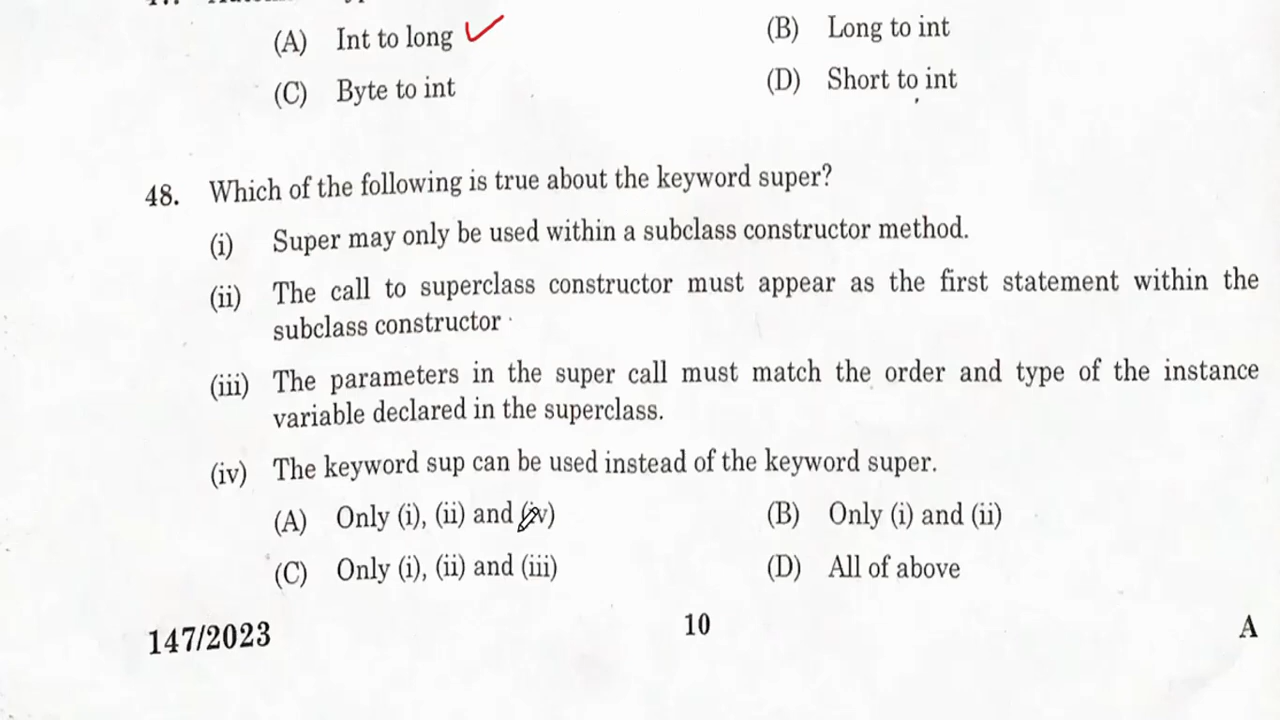 (A) Int to long (B) Long to int
(C) Byte to int (D) Short to int
48. Which of the following is true about the keyword super?
(i) Super may only be used within a subclass constructor method.
(ii) The call to superclass constructor must appear as the first statement within the
subclass constructor
(iii) The parameters in the super call must match the order and type of the instance
variable declared in the superclass.
(iv) The keyword sup can be used instead of the keyword super.
(A) Only (i), (ii) and (iv) (B) Only (i) and (ii)
(C) Only (i), (ii) and (iii) (D) All of above
147/2023 10 A